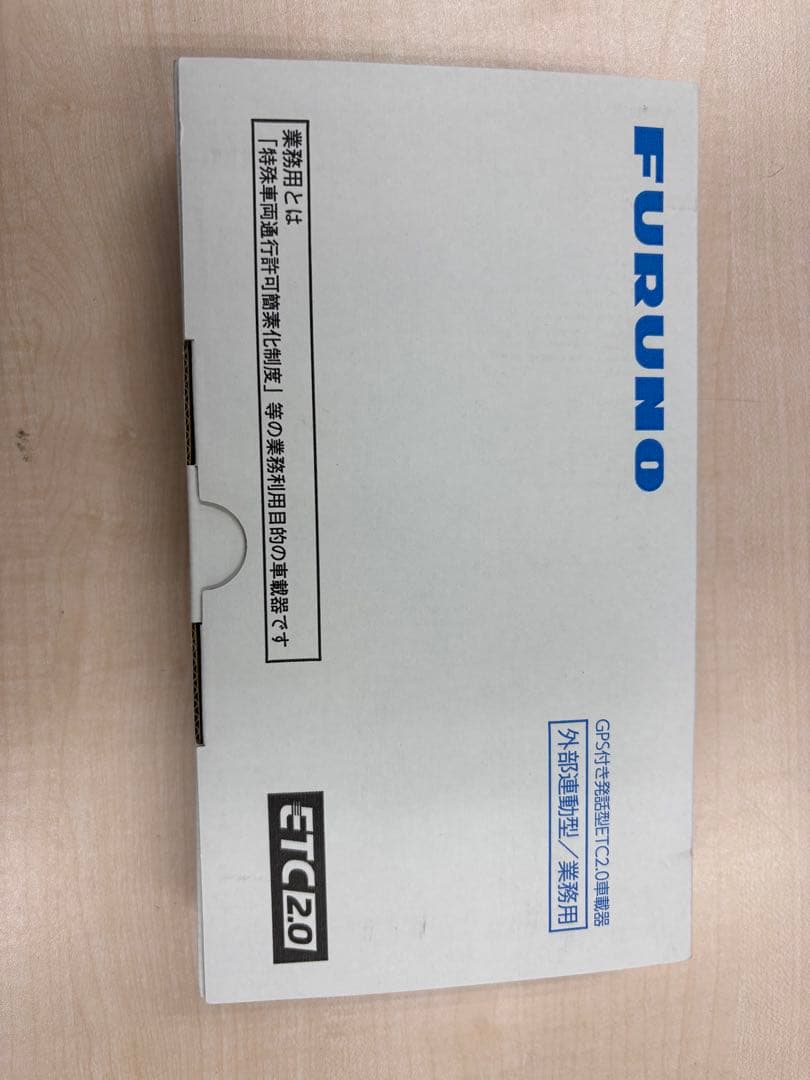 FURUNO
GPS付き発話型ETC2.0車載器
外部連動型／業務用
業務用とは
「特殊車両通行許可簡素化制度」等の業務利用目的の車載器です
ETC2.0